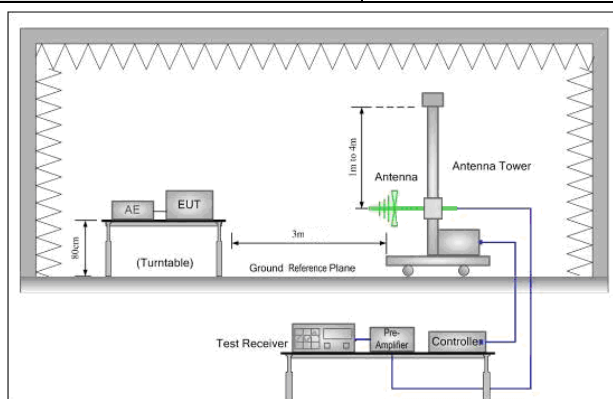 1m to 4m
Antenna
Antenna Tower
AE
EUT
80cm
(Turntable)
3m
Ground Reference Plane
Test Receiver
Pre-
Amplifier
Controller